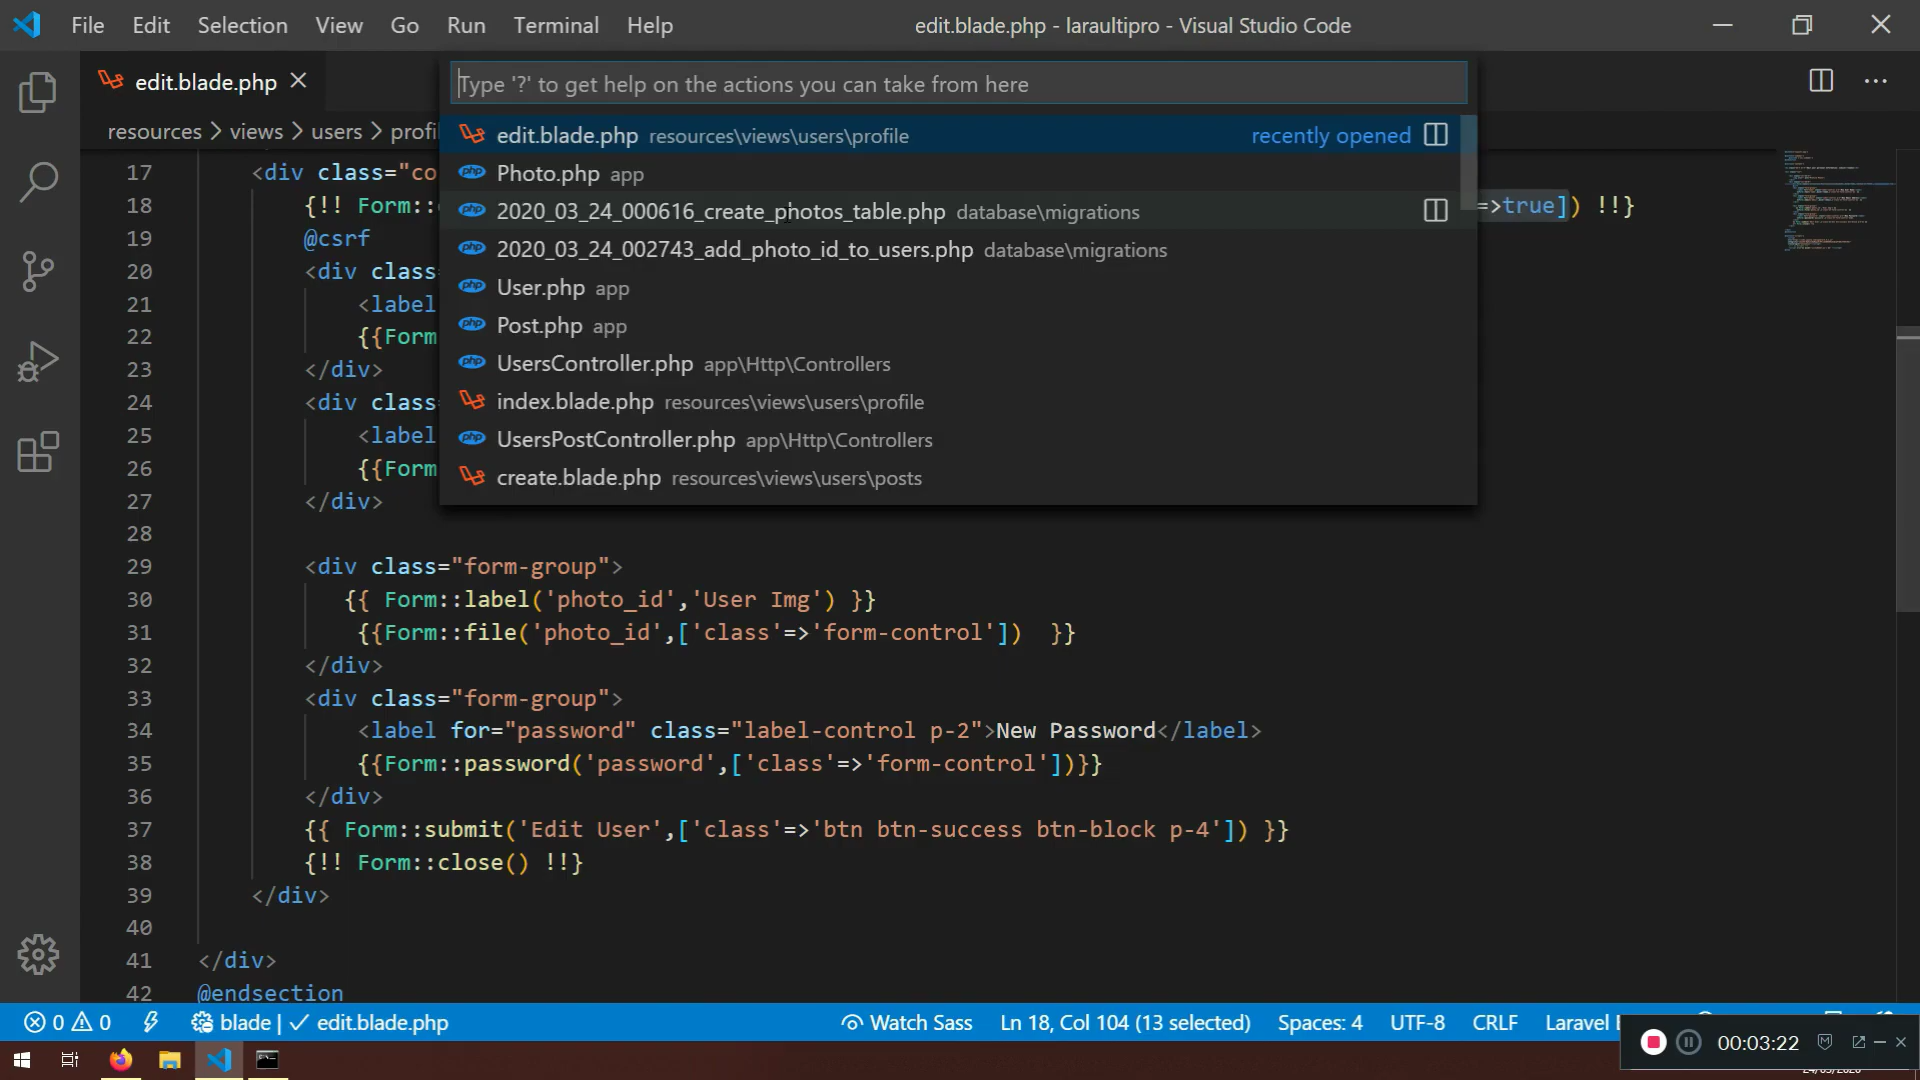 File Edit Selection View Go Run Terminal Help edit.blade.php - laraultipro - Visual Studio Code
edit.blade.php
Type '?' to get help on the actions you can take from here
resources > views > users > profil
edit.blade.php resources\views\users\profile recently opened
Photo.php app
2020_03_24_000616_create_photos_table.php database\migrations
2020_03_24_002743_add_photo_id_to_users.php database\migrations
User.php app
Post.php app
UsersController.php app\Http\Controllers
index.blade.php resources\views\users\profile
UsersPostController.php app\Http\Controllers
create.blade.php resources\views\users\posts
17 <div class="co
18 {!! Form:: =>true]) !!}
19 @csrf
20 <div class=
21 <label
22 {{Form
23 </div>
24 <div class=
25 <label
26 {{Form
27 </div>
28
29 <div class="form-group">
30 {{ Form::label('photo_id','User Img') }}
31 {{Form::file('photo_id',['class'=>'form-control']) }}
32 </div>
33 <div class="form-group">
34 <label for="password" class="label-control p-2">New Password</label>
35 {{Form::password('password',['class'=>'form-control'])}}
36 </div>
37 {{ Form::submit('Edit User',['class'=>'btn btn-success btn-block p-4']) }}
38 {!! Form::close() !!}
39 </div>
40
41 </div>
42 @endsection
0 0 blade | ✓ edit.blade.php Watch Sass Ln 18, Col 104 (13 selected) Spaces: 4 UTF-8 CRLF Laravel
00:03:22